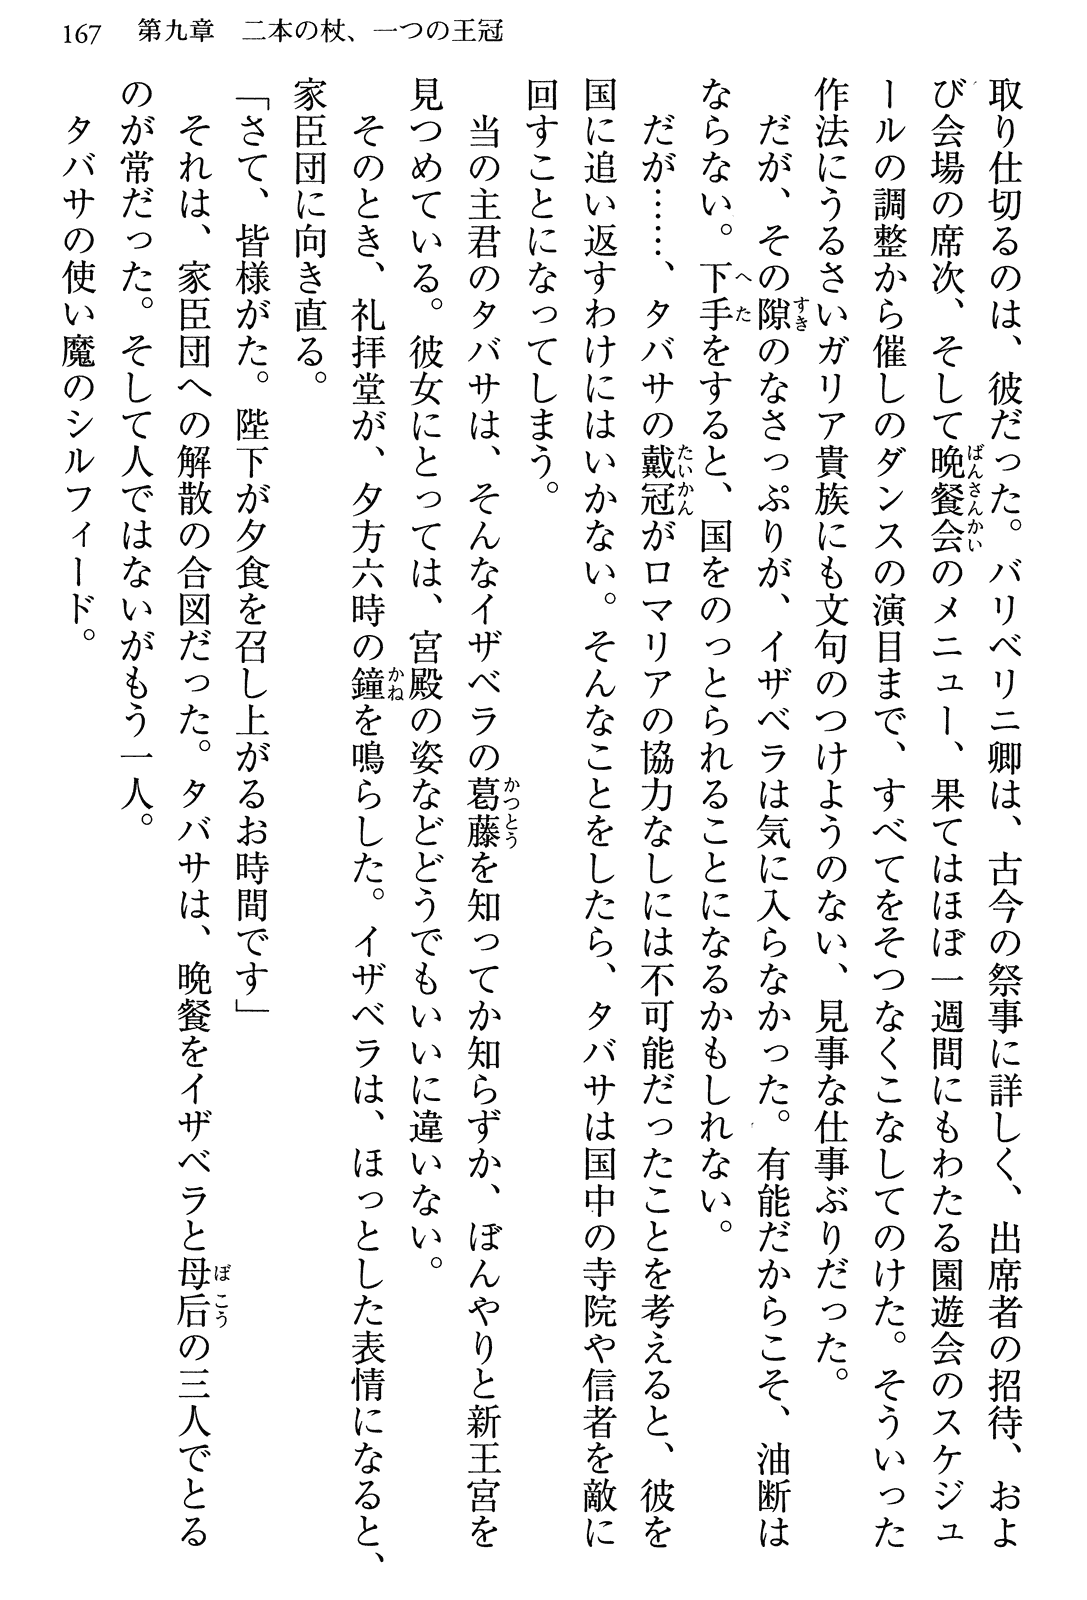 167　第九章　二本の杖、一つの王冠
取り仕切るのは、彼だった。バリベリニ卿は、古今の祭事に詳しく、出席者の招待、およ
び会場の席次、そして晩餐会のメニュー、果てはほぼ一週間にもわたる園遊会のスケジュ
ールの調整から催しのダンスの演目まで、すべてをそつなくこなしてのけた。そういった
作法にうるさいガリア貴族にも文句のつけようのない、見事な仕事ぶりだった。
だが、その隙のなさっぷりが、イザベラは気に入らなかった。有能だからこそ、油断は
ならない。下手をすると、国をのっとられることになるかもしれない。
だが……、タバサの戴冠がロマリアの協力なしには不可能だったことを考えると、彼を
国に追い返すわけにはいかない。そんなことをしたら、タバサは国中の寺院や信者を敵に
回すことになってしまう。
当の主君のタバサは、そんなイザベラの葛藤を知ってか知らずか、ぼんやりと新王宮を
見つめている。彼女にとっては、宮殿の姿などどうでもいいに違いない。
そのとき、礼拝堂が、夕方六時の鐘を鳴らした。イザベラは、ほっとした表情になると、
家臣団に向き直る。
「さて、皆様がた。陛下が夕食を召し上がるお時間です」
それは、家臣団への解散の合図だった。タバサは、晩餐をイザベラと母后の三人でとる
のが常だった。そして人ではないがもう一人。
タバサの使い魔のシルフィード。